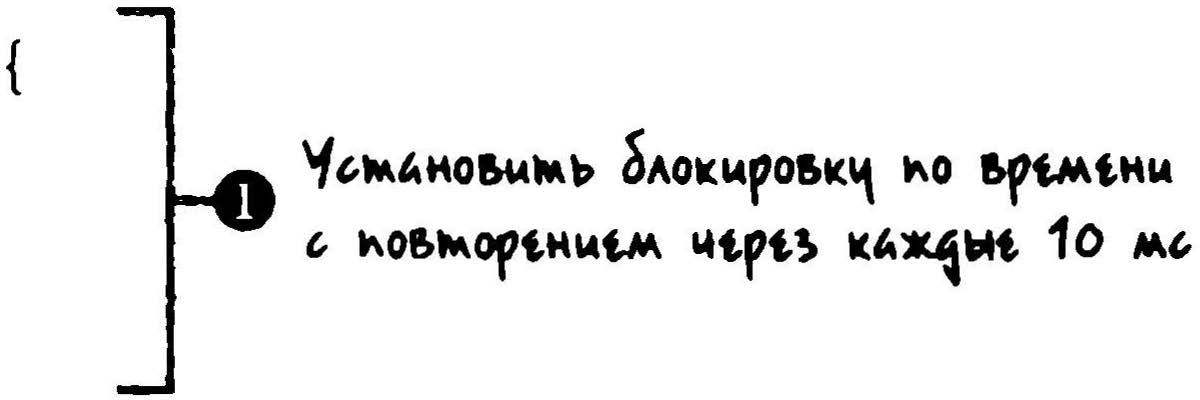 {
1 Установить блокировку по времени
с повторением через каждые 10 мс